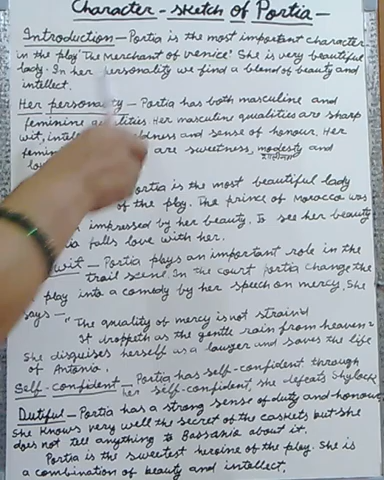 Character - sketch of Portia -
Introduction - Portia is the most important character
in the play "The Merchant of venice." She is very beautiful
lady. In her personality we find a blend of beauty and
intellect.
Her personality - Portia has both masculine and
feminine qualities. Her masculine qualities are sharp
wit, and sense of honour. Her
are sweetness, modesty and
Portia is the most beautiful lady
of the play. The prince of Morocco was
impressed by her beauty. To see her beauty
falls love with her.
wit - Portia plays an important role in the
trail scene. In the court portia change the
play into a comedy by her speech on mercy. She
says -
"The quality of mercy is not strain'd
It droppeth as the gentle rain from heaven"
She disguises herself as a lawyer and saves the life
of Antonio.
Self-confident - Portia has self-confident through
her self-confident, she defeats Shylock
Dutiful - Portia has a strong sense of duty and honour
She knows very well the secret of the caskets but she
does not tell anything to Bassania about it.
Portia is the sweetest heroine of the play. She is
a combination of beauty and intellect.